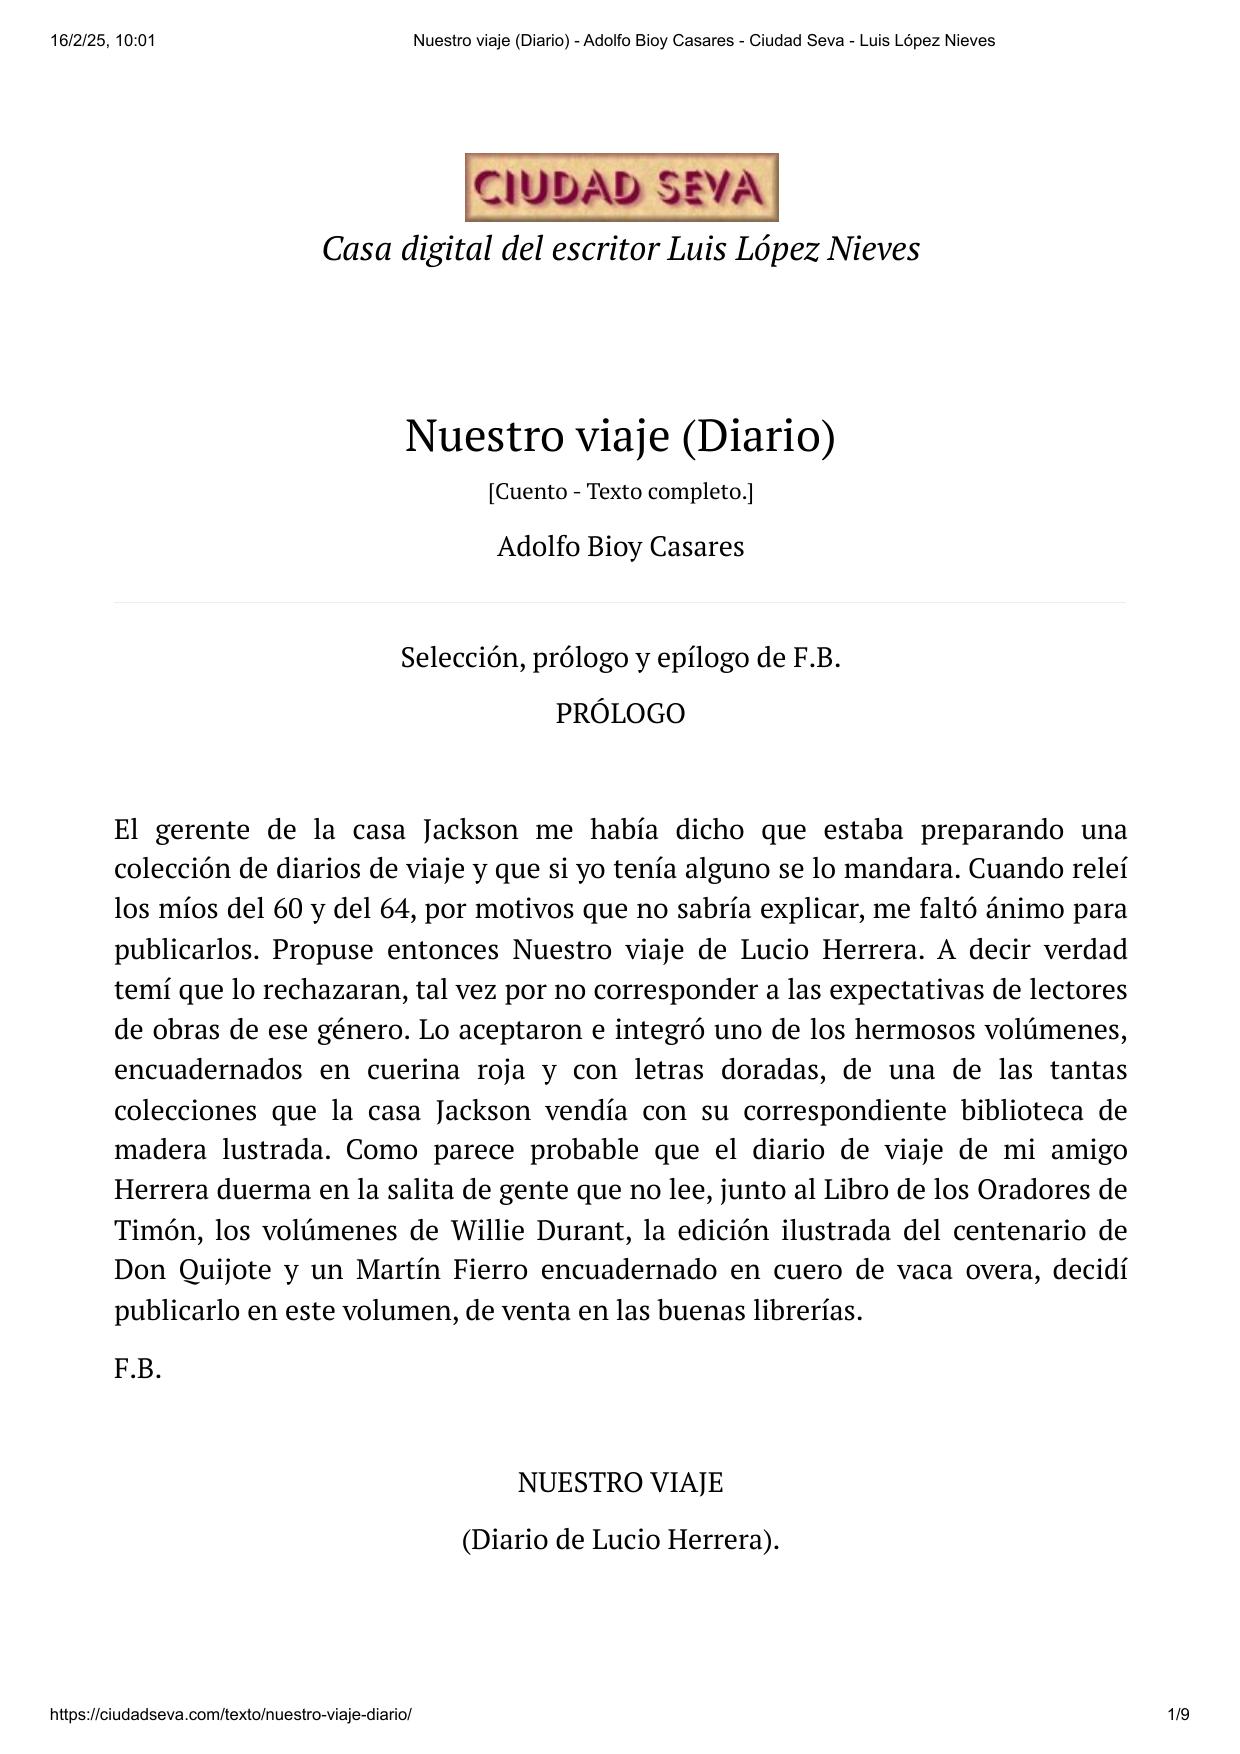 16/2/25, 10:01 Nuestro viaje (Diario) - Adolfo Bioy Casares - Ciudad Seva - Luis López Nieves
CIUDAD SEVA
Casa digital del escritor Luis López Nieves
Nuestro viaje (Diario)
[Cuento - Texto completo.]
Adolfo Bioy Casares
Selección, prólogo y epílogo de F.B.
PRÓLOGO
El gerente de la casa Jackson me había dicho que estaba preparando una
colección de diarios de viaje y que si yo tenía alguno se lo mandara. Cuando releí
los míos del 60 y del 64, por motivos que no sabría explicar, me faltó ánimo para
publicarlos. Propuse entonces Nuestro viaje de Lucio Herrera. A decir verdad
temí que lo rechazaran, tal vez por no corresponder a las expectativas de lectores
de obras de ese género. Lo aceptaron e integró uno de los hermosos volúmenes,
encuadernados en cuerina roja y con letras doradas, de una de las tantas
colecciones que la casa Jackson vendía con su correspondiente biblioteca de
madera lustrada. Como parece probable que el diario de viaje de mi amigo
Herrera duerma en la salita de gente que no lee, junto al Libro de los Oradores de
Timón, los volúmenes de Willie Durant, la edición ilustrada del centenario de
Don Quijote y un Martín Fierro encuadernado en cuero de vaca overa, decidí
publicarlo en este volumen, de venta en las buenas librerías.
F.B.
NUESTRO VIAJE
(Diario de Lucio Herrera).
https://ciudadseva.com/texto/nuestro-viaje-diario/ 1/9